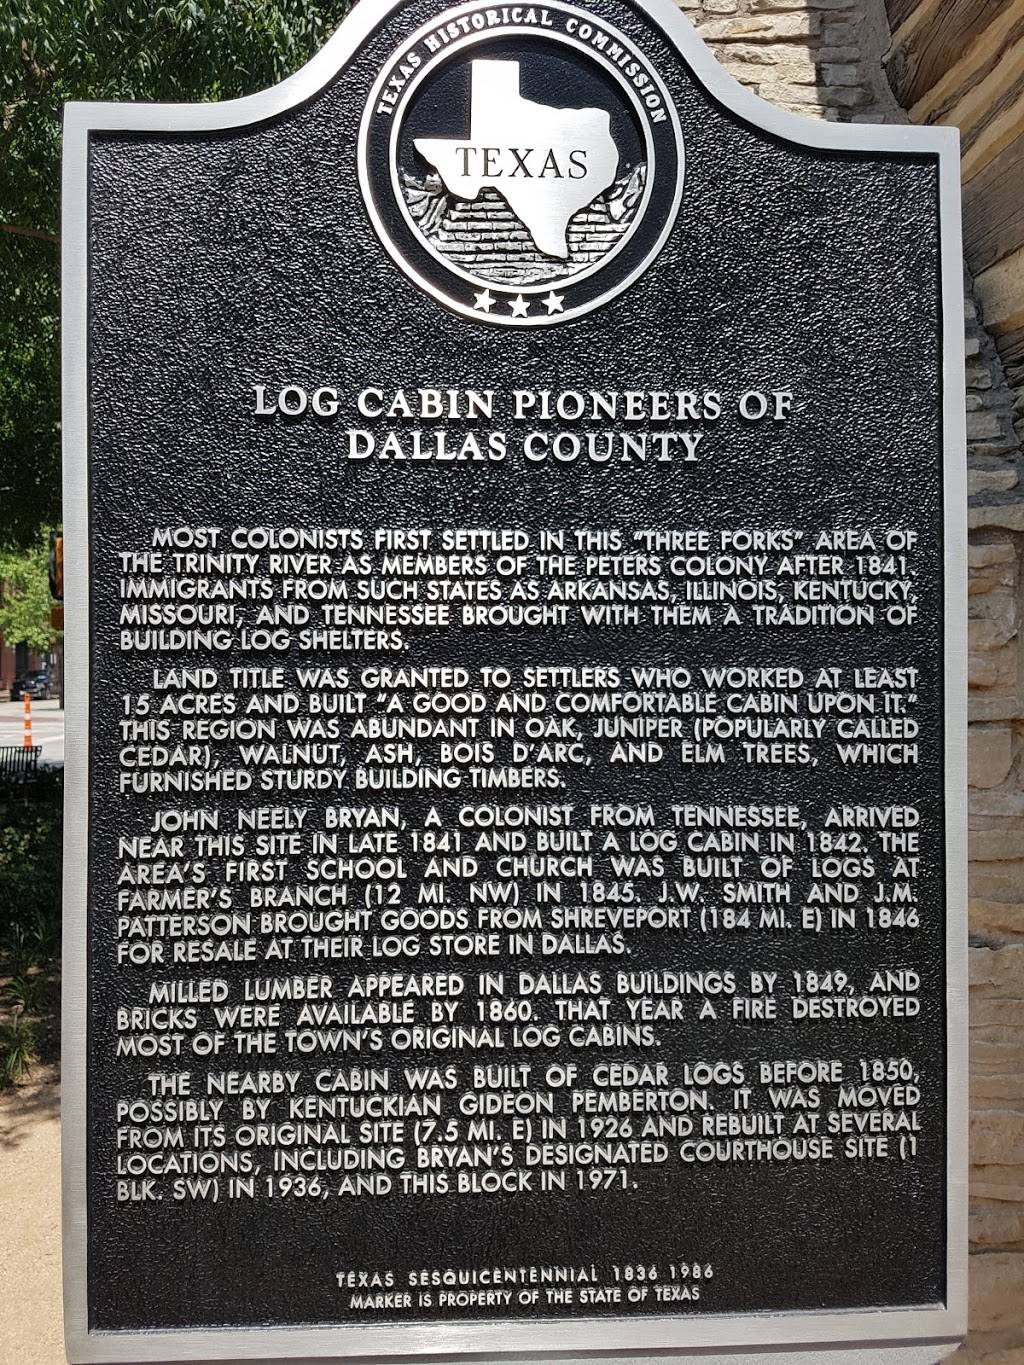 TEXAS HISTORICAL COMMISSION
TEXAS
LOG CABIN PIONEERS OF
DALLAS COUNTY
MOST COLONISTS FIRST SETTLED IN THIS "THREE FORKS" AREA OF
THE TRINITY RIVER AS MEMBERS OF THE PETERS COLONY AFTER 1841.
IMMIGRANTS FROM SUCH STATES AS ARKANSAS, ILLINOIS, KENTUCKY,
MISSOURI, AND TENNESSEE BROUGHT WITH THEM A TRADITION OF
BUILDING LOG SHELTERS.
LAND TITLE WAS GRANTED TO SETTLERS WHO WORKED AT LEAST
15 ACRES AND BUILT "A GOOD AND COMFORTABLE CABIN UPON IT."
THIS REGION WAS ABUNDANT IN OAK, JUNIPER (POPULARLY CALLED
CEDAR), WALNUT, ASH, BOIS D'ARC, AND ELM TREES, WHICH
FURNISHED STURDY BUILDING TIMBERS.
JOHN NEELY BRYAN, A COLONIST FROM TENNESSEE, ARRIVED
NEAR THIS SITE IN LATE 1841 AND BUILT A LOG CABIN IN 1842. THE
AREA'S FIRST SCHOOL AND CHURCH WAS BUILT OF LOGS AT
FARMER'S BRANCH (12 MI. NW) IN 1845. J.W. SMITH AND J.M.
PATTERSON BROUGHT GOODS FROM SHREVEPORT (184 MI. E) IN 1846
FOR RESALE AT THEIR LOG STORE IN DALLAS.
MILLED LUMBER APPEARED IN DALLAS BUILDINGS BY 1849, AND
BRICKS WERE AVAILABLE BY 1860. THAT YEAR A FIRE DESTROYED
MOST OF THE TOWN'S ORIGINAL LOG CABINS.
THE NEARBY CABIN WAS BUILT OF CEDAR LOGS BEFORE 1850,
POSSIBLY BY KENTUCKIAN GIDEON PEMBERTON. IT WAS MOVED
FROM ITS ORIGINAL SITE (7.5 MI. E) IN 1926 AND REBUILT AT SEVERAL
LOCATIONS, INCLUDING BRYAN'S DESIGNATED COURTHOUSE SITE (1
BLK. SW) IN 1936, AND THIS BLOCK IN 1971.
TEXAS SESQUICENTENNIAL 1836 1986
MARKER IS PROPERTY OF THE STATE OF TEXAS